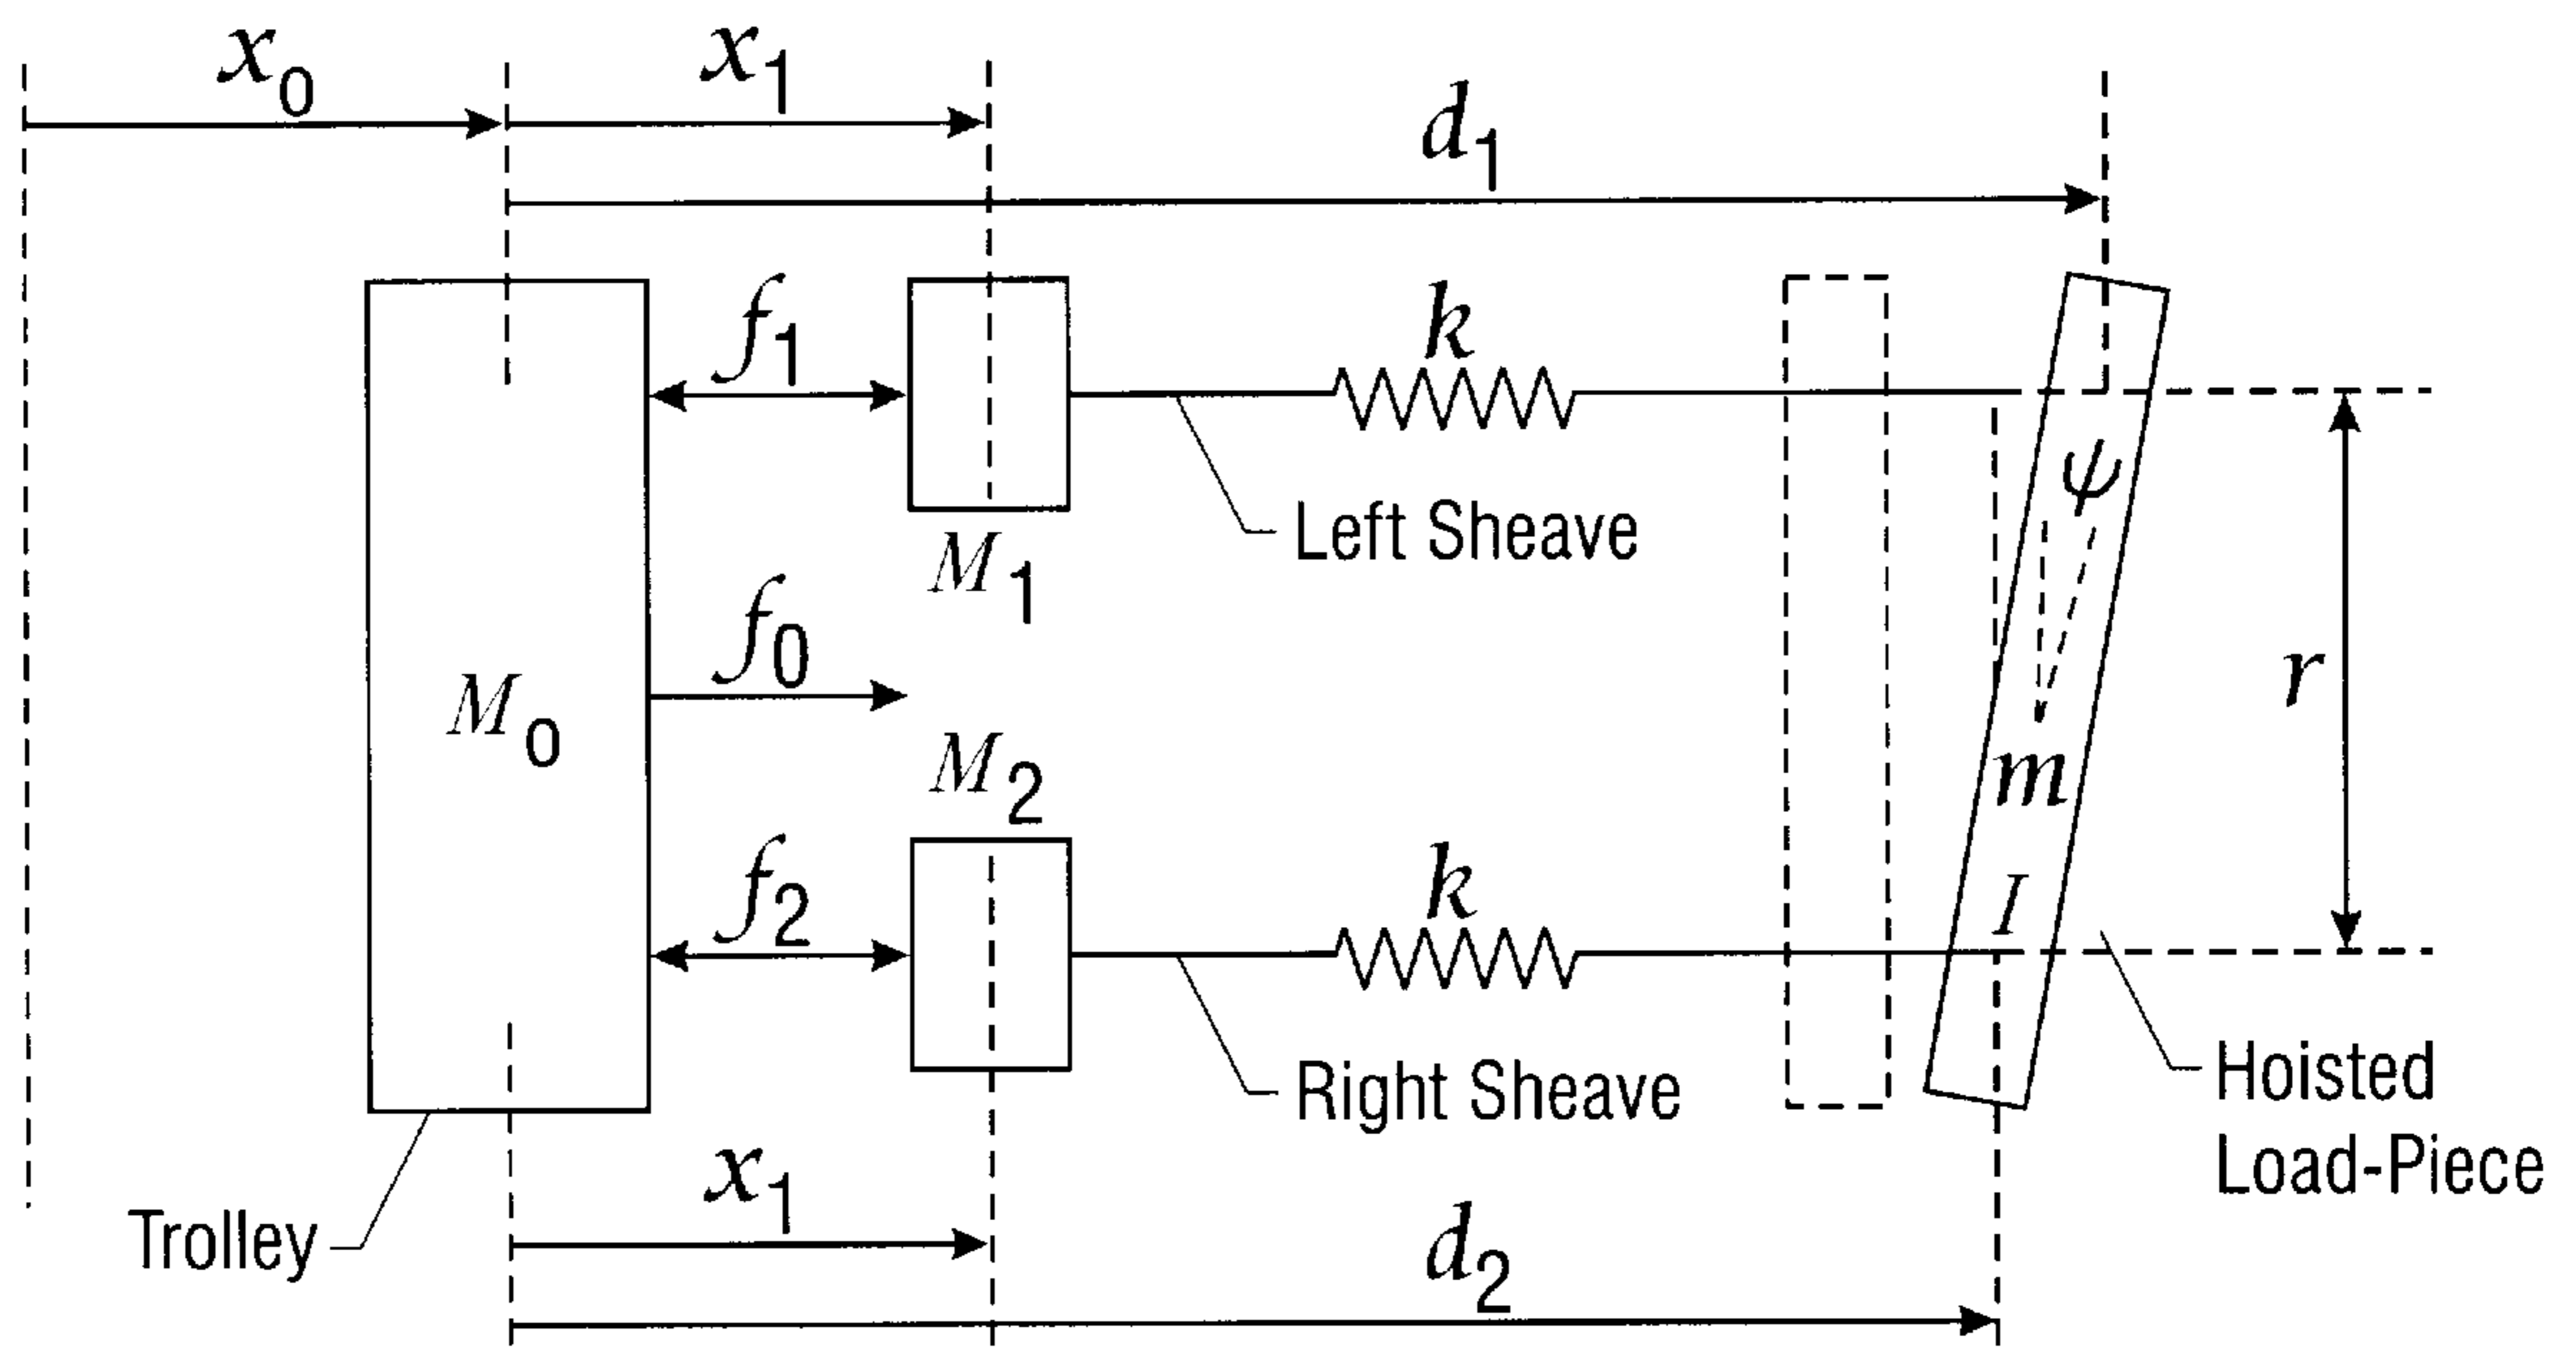 x0
x1
d1
f1
k
M1
Left Sheave
ψ
f0
M0
r
M2
m
f2
k
I
Right Sheave
Hoisted
Load-Piece
x1
Trolley
d2